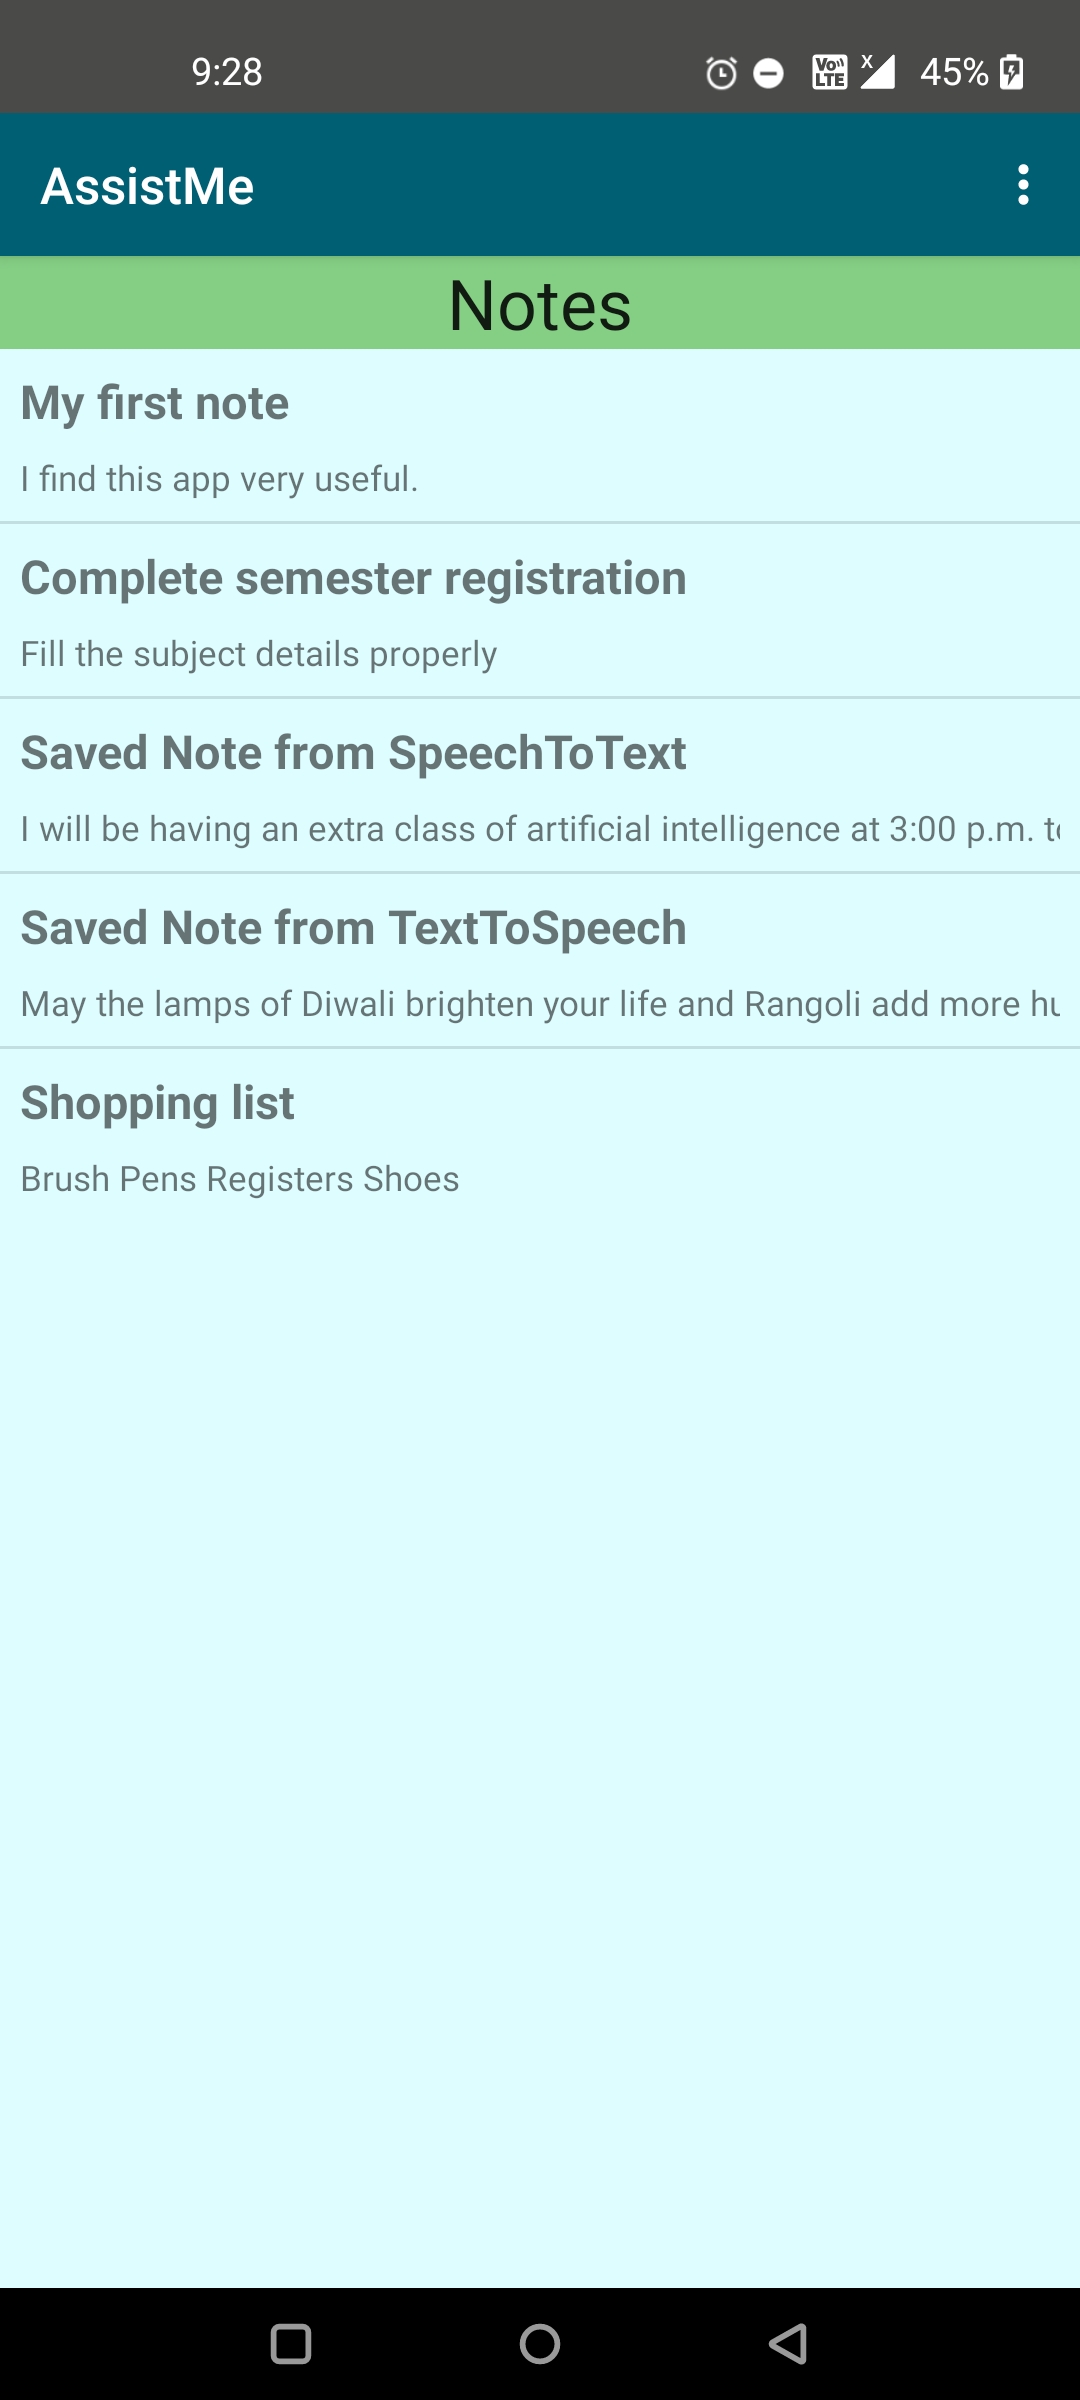 9:28
Vo LTE x 45%
AssistMe
Notes
My first note
I find this app very useful.
Complete semester registration
Fill the subject details properly
Saved Note from SpeechToText
I will be having an extra class of artificial intelligence at 3:00 p.m.
Saved Note from TextToSpeech
May the lamps of Diwali brighten your life and Rangoli add more
Shopping list
Brush Pens Registers Shoes